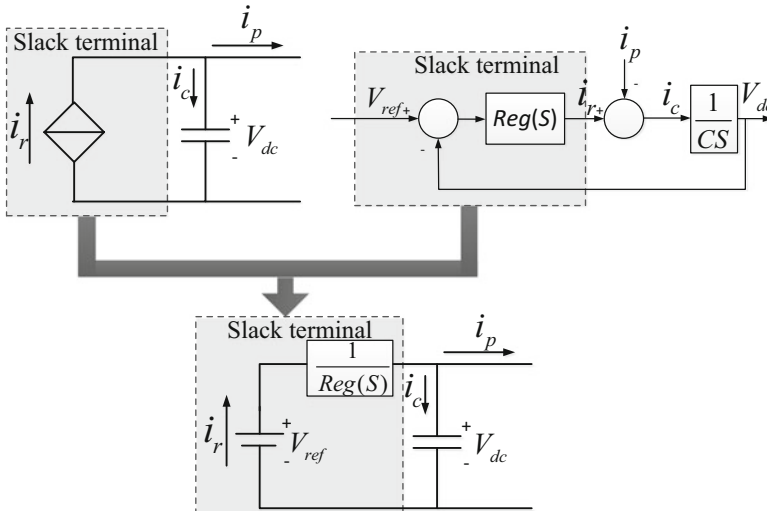 Slack terminal
i_p
i_c
i_r
+
V_dc
-
Slack terminal
i_p
-
V_ref+
Reg(S)
i_r+
i_c
1
CS
V_dc
-
Slack terminal
i_p
1
Reg(S)
i_c
i_r
+
V_ref
-
+
V_dc
-